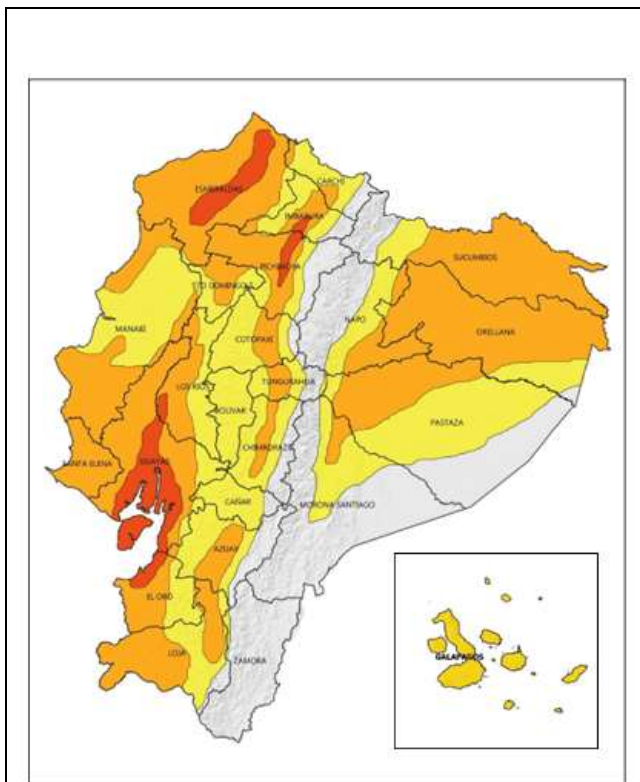 ESMERALDAS
CARCHI
IMBABURA
PICHINCHA
SUCUMBIOS
STO DOMINGO
NAPO
MANABÍ
ORELLANA
COTOPAXI
LOS RIOS
TUNGURAHUA
BOLIVAR
PASTAZA
CHIMBORAZO
GUAYAS
SANTA ELENA
CAÑAR
MORONA SANTIAGO
AZUAY
EL ORO
LOJA
ZAMORA
GALAPAGOS